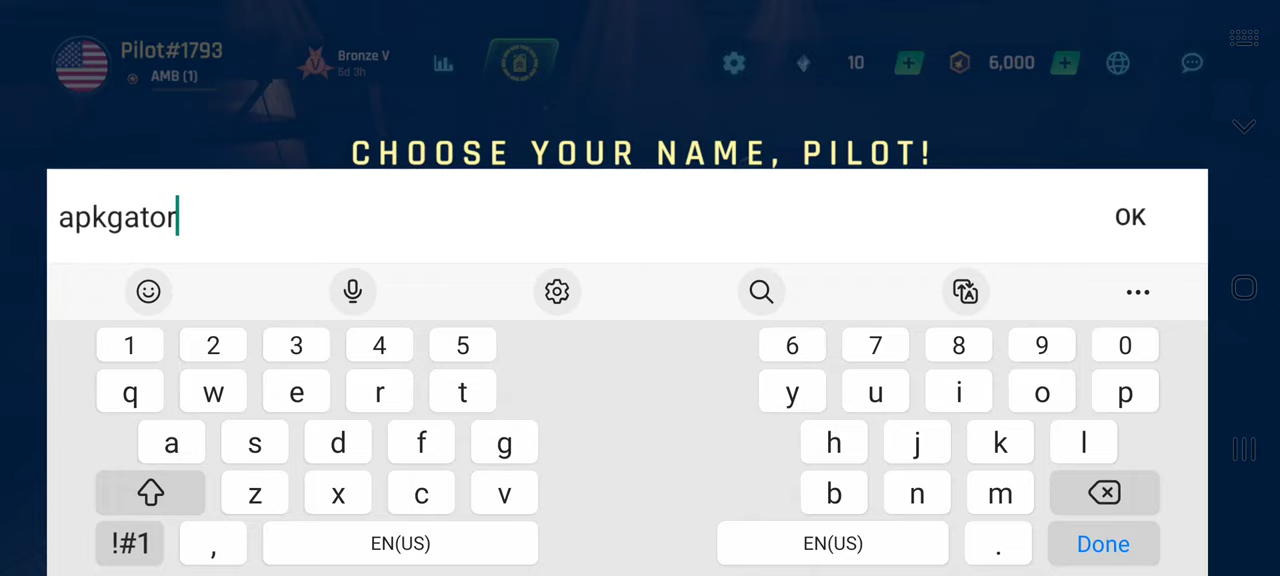 Pilot#1793
AMB (1)
V
Bronze V
5d 3h
10
6,000
CHOOSE YOUR NAME, PILOT!
apkgator
OK
1 2 3 4 5 6 7 8 9 0
q w e r t y u i o p
a s d f g h j k l
z x c v b n m
!#1 , EN(US) EN(US) . Done